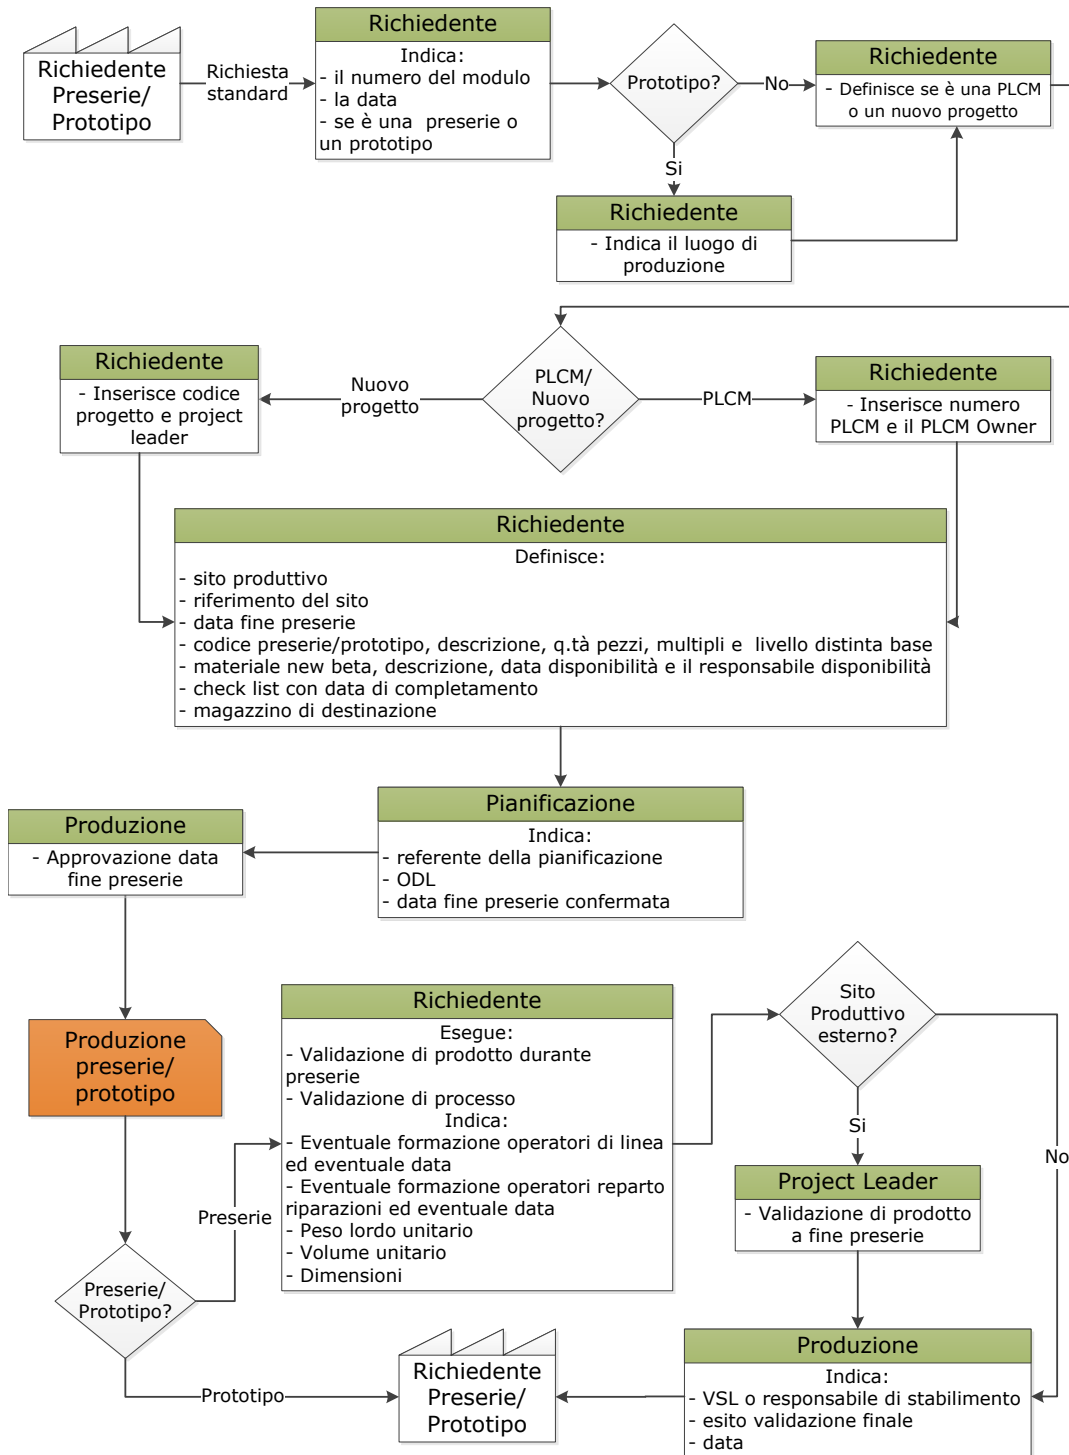 Richiedente
Preserie/
Prototipo
Richiesta
standard
Richiedente
Indica:
- il numero del modulo
- la data
- se è una  preserie o
un prototipo
Prototipo?
No
Richiedente
- Definisce se è una PLCM
o un nuovo progetto
Si
Richiedente
- Indica il luogo di
produzione
Richiedente
- Inserisce codice
progetto e project
leader
Nuovo
progetto
PLCM/
Nuovo
progetto?
PLCM
Richiedente
- Inserisce numero
PLCM e il PLCM Owner
Richiedente
Definisce:
- sito produttivo
- riferimento del sito
- data fine preserie
- codice preserie/prototipo, descrizione, q.tà pezzi, multipli e  livello distinta base
- materiale new beta, descrizione, data disponibilità e il responsabile disponibilità
- check list con data di completamento
- magazzino di destinazione
Pianificazione
Indica:
- referente della pianificazione
- ODL
- data fine preserie confermata
Produzione
- Approvazione data
fine preserie
Produzione
preserie/
prototipo
Preserie/
Prototipo?
Preserie
Richiedente
Esegue:
- Validazione di prodotto durante
preserie
- Validazione di processo
Indica:
- Eventuale formazione operatori di linea
ed eventuale data
- Eventuale formazione operatori reparto
riparazioni ed eventuale data
- Peso lordo unitario
- Volume unitario
- Dimensioni
Sito
Produttivo
esterno?
Si
No
Project Leader
- Validazione di prodotto
a fine preserie
Produzione
Indica:
- VSL o responsabile di stabilimento
- esito validazione finale
- data
Prototipo
Richiedente
Preserie/
Prototipo